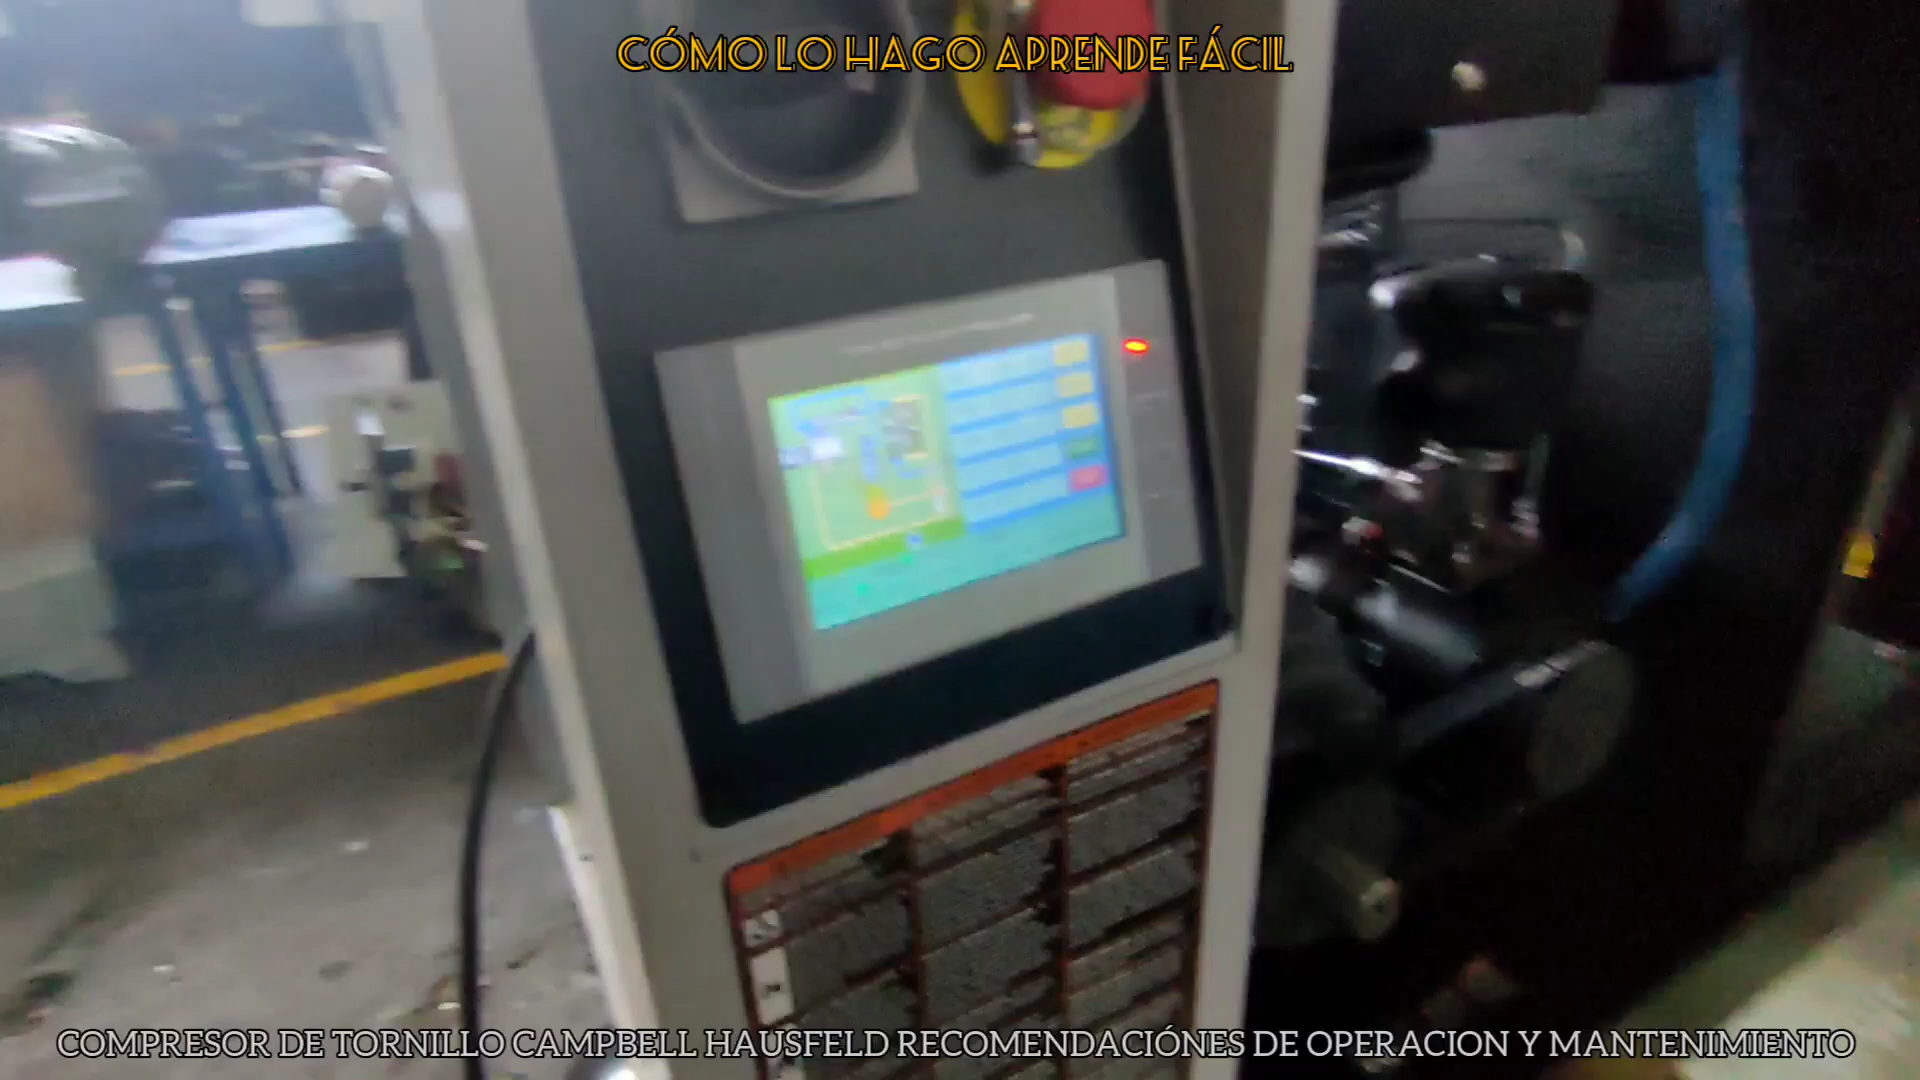 CÓMO LO HAGO APRENDE FÁCIL
COMPRESOR DE TORNILLO CAMPBELL HAUSFELD RECOMENDACIÓNES DE OPERACION Y MANTENIMIENTO